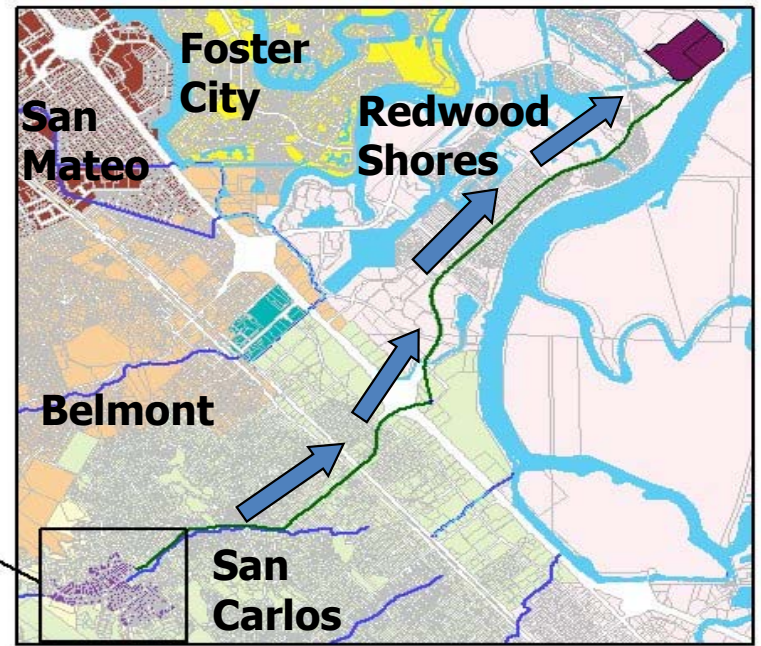 Foster
City
San
Mateo
Redwood
Shores
Belmont
San
Carlos